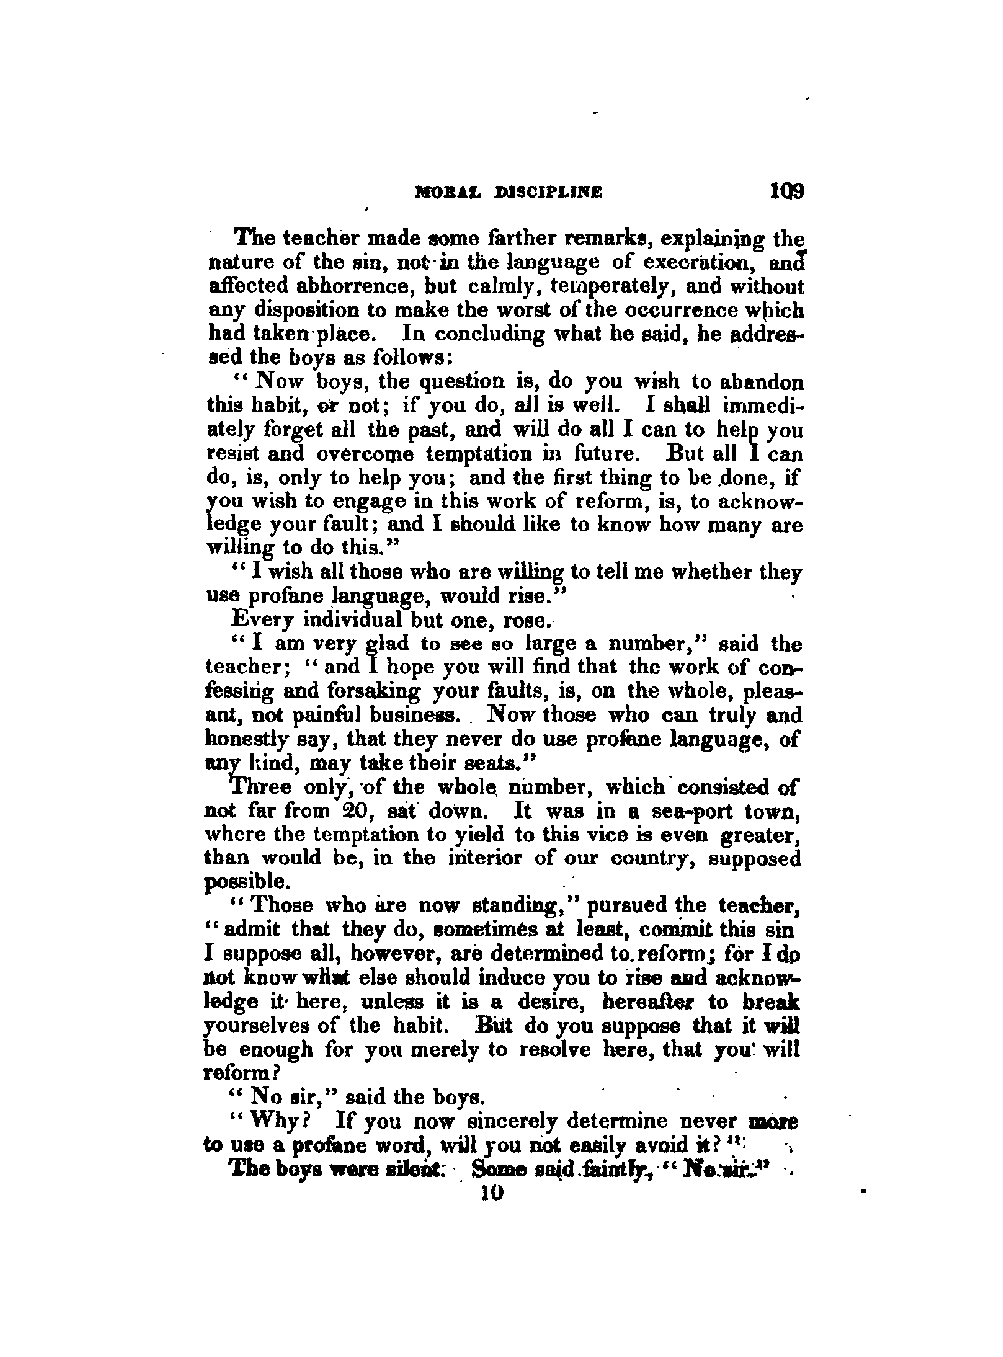 MORAL DISCIPLINE 109
The teacher made some farther remarks, explaining the
nature of the sin, not in the language of execration, and
affected abhorrence, but calmly, temperately, and without
any disposition to make the worst of the occurrence which
had taken place. In concluding what he said, he addres-
sed the boys as follows:
“ Now boys, the question is, do you wish to abandon
this habit, or not; if you do, all is well. I shall immedi-
ately forget all the past, and will do all I can to help you
resist and overcome temptation in future. But all I can
do, is, only to help you; and the first thing to be done, if
you wish to engage in this work of reform, is, to acknow-
ledge your fault; and I should like to know how many are
willing to do this.”
“ I wish all those who are willing to tell me whether they
use profane language, would rise.”
Every individual but one, rose.
“ I am very glad to see so large a number,” said the
teacher; “ and I hope you will find that the work of con-
fessing and forsaking your faults, is, on the whole, pleas-
ant, not painful business. Now those who can truly and
honestly say, that they never do use profane language, of
any kind, may take their seats.”
Three only, of the whole number, which consisted of
not far from 20, sat down. It was in a sea-port town,
where the temptation to yield to this vice is even greater,
than would be, in the interior of our country, supposed
possible.
“ Those who are now standing,” pursued the teacher,
“ admit that they do, sometimes at least, commit this sin
I suppose all, however, are determined to reform; for I do
not know what else should induce you to rise and acknow-
ledge it here, unless it is a desire, hereafter to break
yourselves of the habit. But do you suppose that it will
be enough for you merely to resolve here, that you will
reform?
“ No sir,” said the boys.
“ Why? If you now sincerely determine never more
to use a profane word, will you not easily avoid it?”
The boys were silent. Some said faintly, “ No sir.”
10